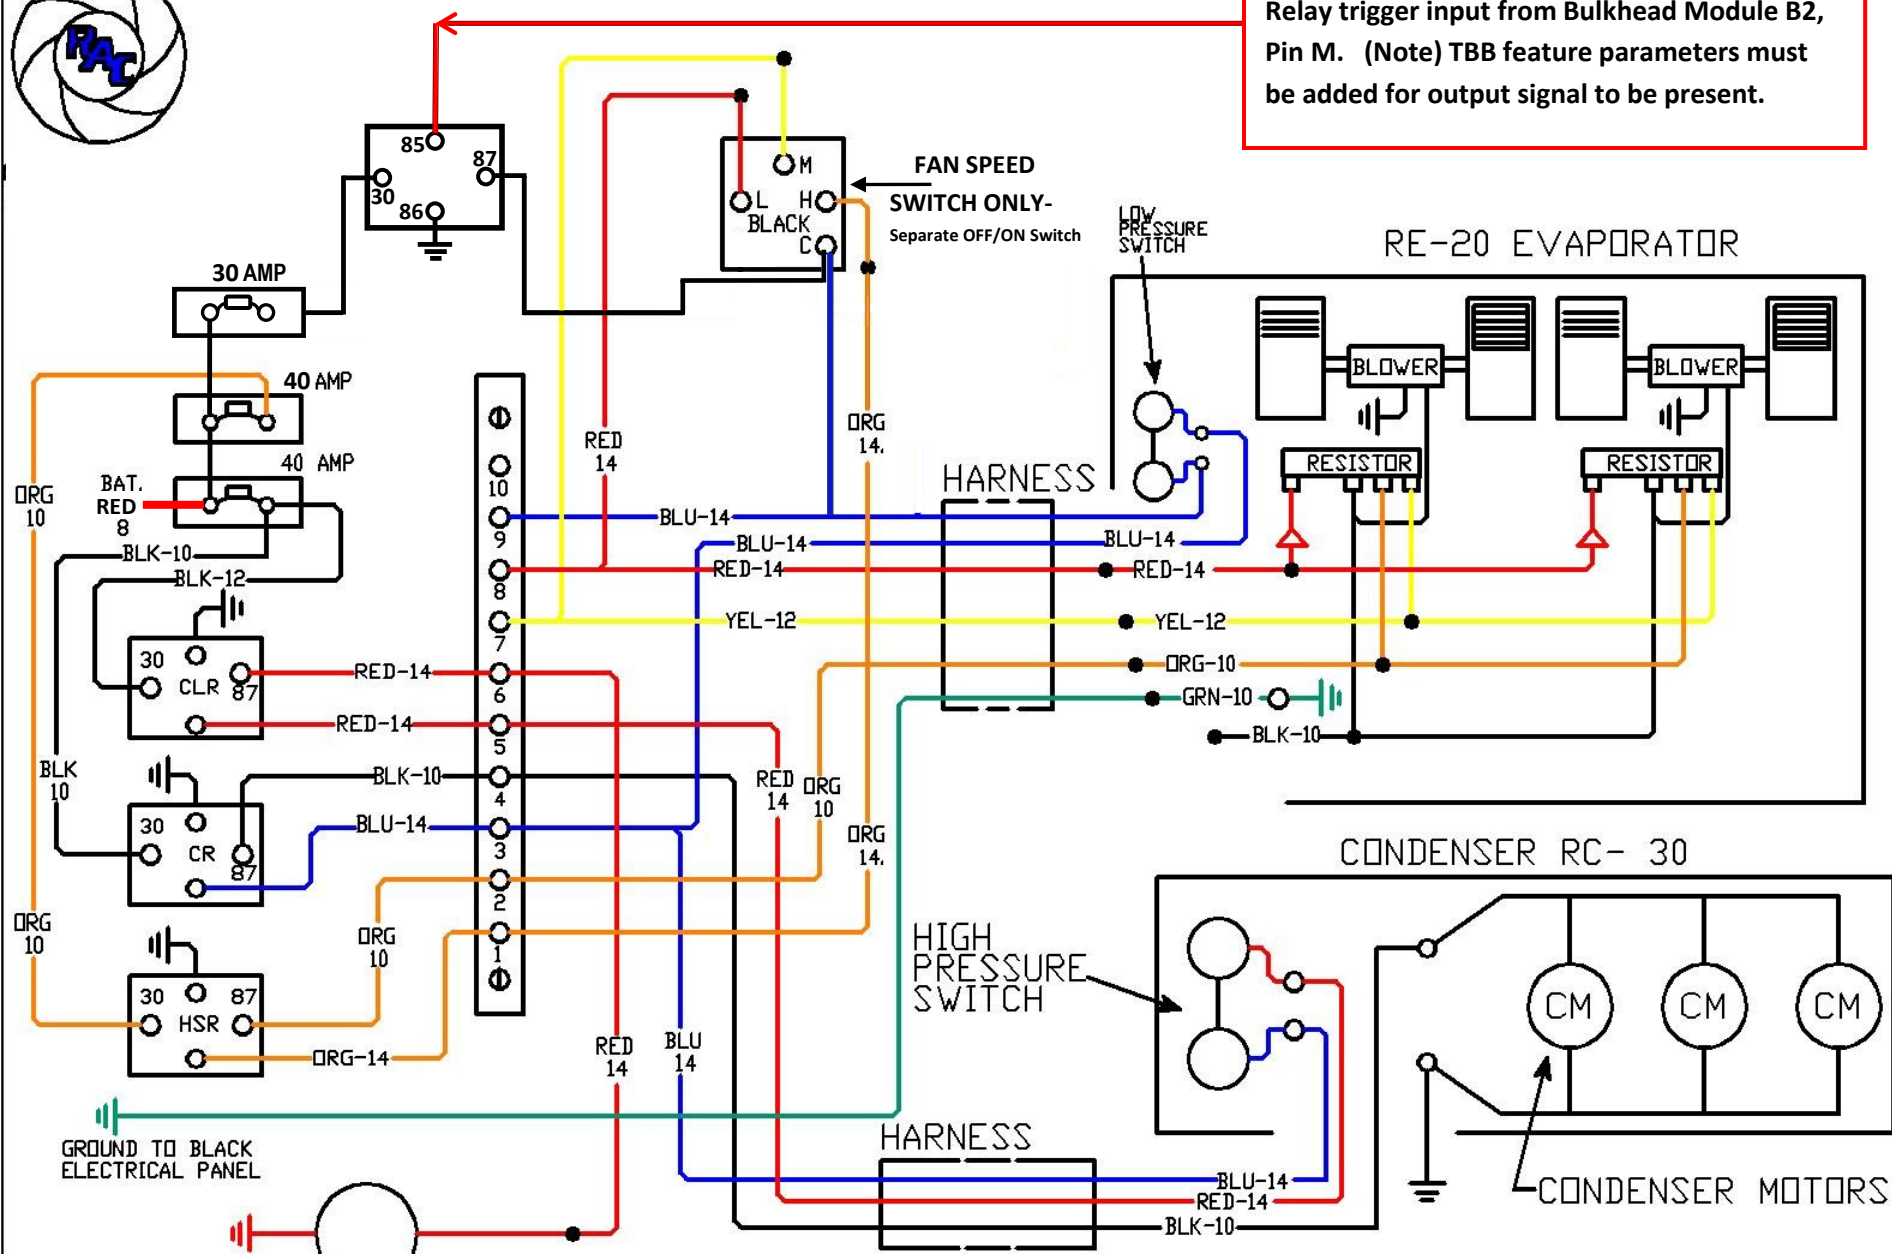 RAC
Relay trigger input from Bulkhead Module B2,
Pin M. (Note) TBB feature parameters must
be added for output signal to be present.
85
87
30
86
M
L
H
BLACK
C
FAN SPEED
SWITCH ONLY-
Separate OFF/ON Switch
LOW
PRESSURE
SWITCH
RE-20 EVAPORATOR
30 AMP
40 AMP
40 AMP
BAT.
RED
8
ORG
10
BLK-10
BLK-12
BLOWER
BLOWER
RESISTOR
RESISTOR
RED
14
ORG
14.
HARNESS
10
9
8
7
6
5
4
3
2
1
BLU-14
BLU-14
BLU-14
RED-14
RED-14
YEL-12
YEL-12
ORG-10
GRN-10
BLK-10
30
CLR
87
RED-14
RED-14
BLK
10
BLK-10
30
CR
87
BLU-14
RED
14
ORG
10
ORG
14.
ORG
10
ORG
10
30
87
HSR
ORG-14
RED
14
BLU
14
CONDENSER RC- 30
HIGH
PRESSURE
SWITCH
CM
CM
CM
GROUND TO BLACK
ELECTRICAL PANEL
HARNESS
BLU-14
RED-14
BLK-10
CONDENSER MOTORS